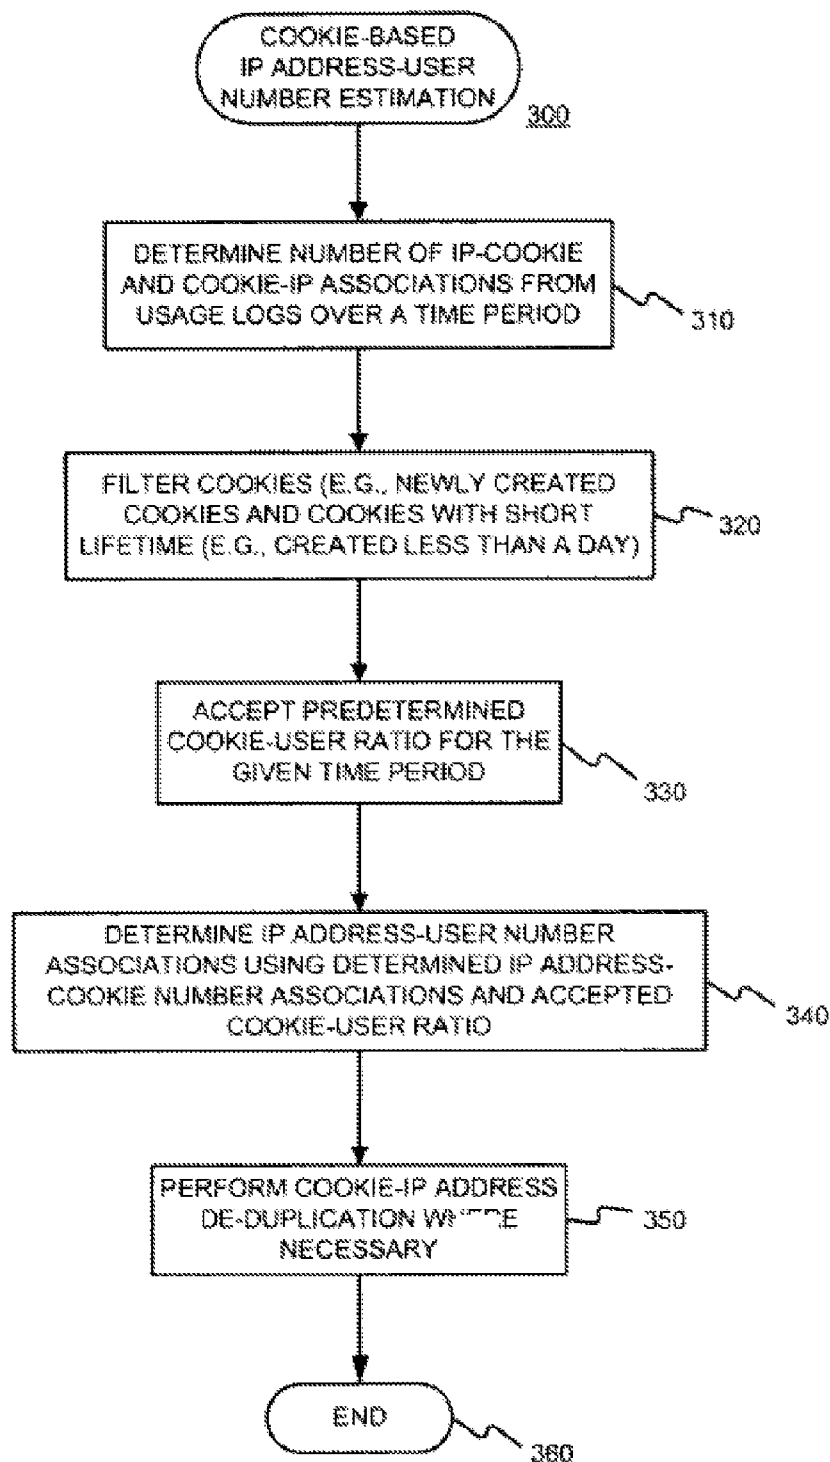 COOKIE-BASED
IP ADDRESS-USER
NUMBER ESTIMATION
300
DETERMINE NUMBER OF IP-COOKIE
AND COOKIE-IP ASSOCIATIONS FROM
USAGE LOGS OVER A TIME PERIOD
310
FILTER COOKIES (E.G., NEWLY CREATED
COOKIES AND COOKIES WITH SHORT
LIFETIME (E.G., CREATED LESS THAN A DAY)
320
ACCEPT PREDETERMINED
COOKIE-USER RATIO FOR THE
GIVEN TIME PERIOD
330
DETERMINE IP ADDRESS-USER NUMBER
ASSOCIATIONS USING DETERMINED IP ADDRESS-
COOKIE NUMBER ASSOCIATIONS AND ACCEPTED
COOKIE-USER RATIO
340
PERFORM COOKIE-IP ADDRESS
DE-DUPLICATION WHERE
NECESSARY
350
END
360